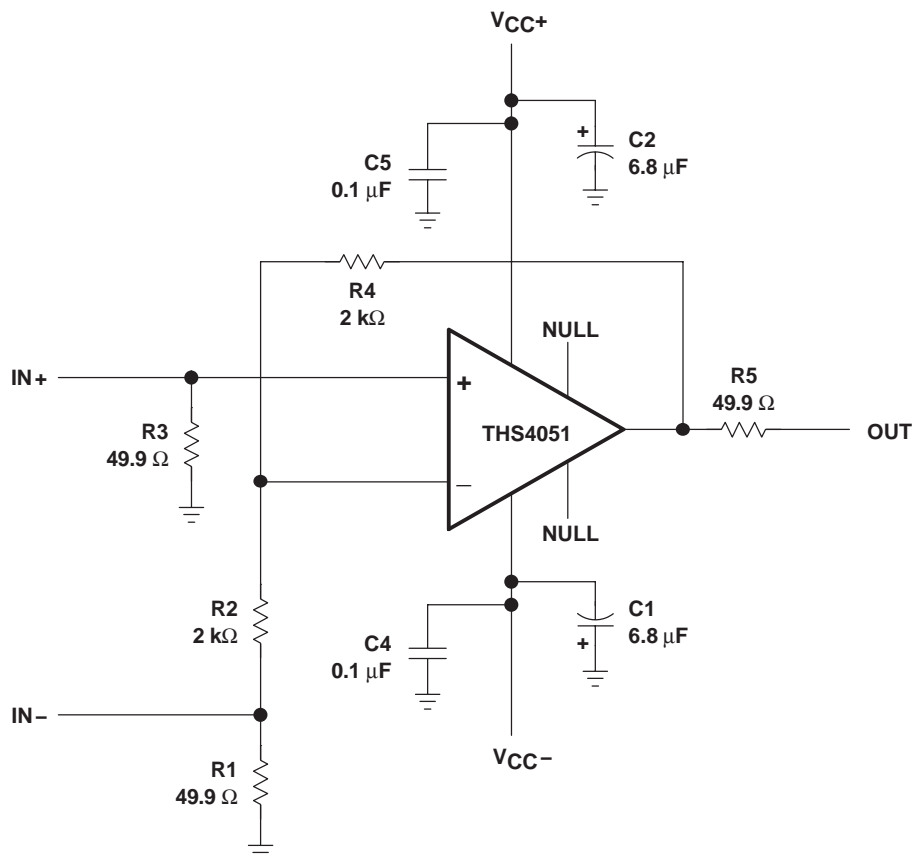 VCC+
C5
0.1 μF
+
C2
6.8 μF
R4
2 kΩ
NULL
IN+
+
R3
49.9 Ω
THS4051
R5
49.9 Ω
OUT
−
NULL
R2
2 kΩ
C4
0.1 μF
C1
6.8 μF
+
IN−
VCC−
R1
49.9 Ω